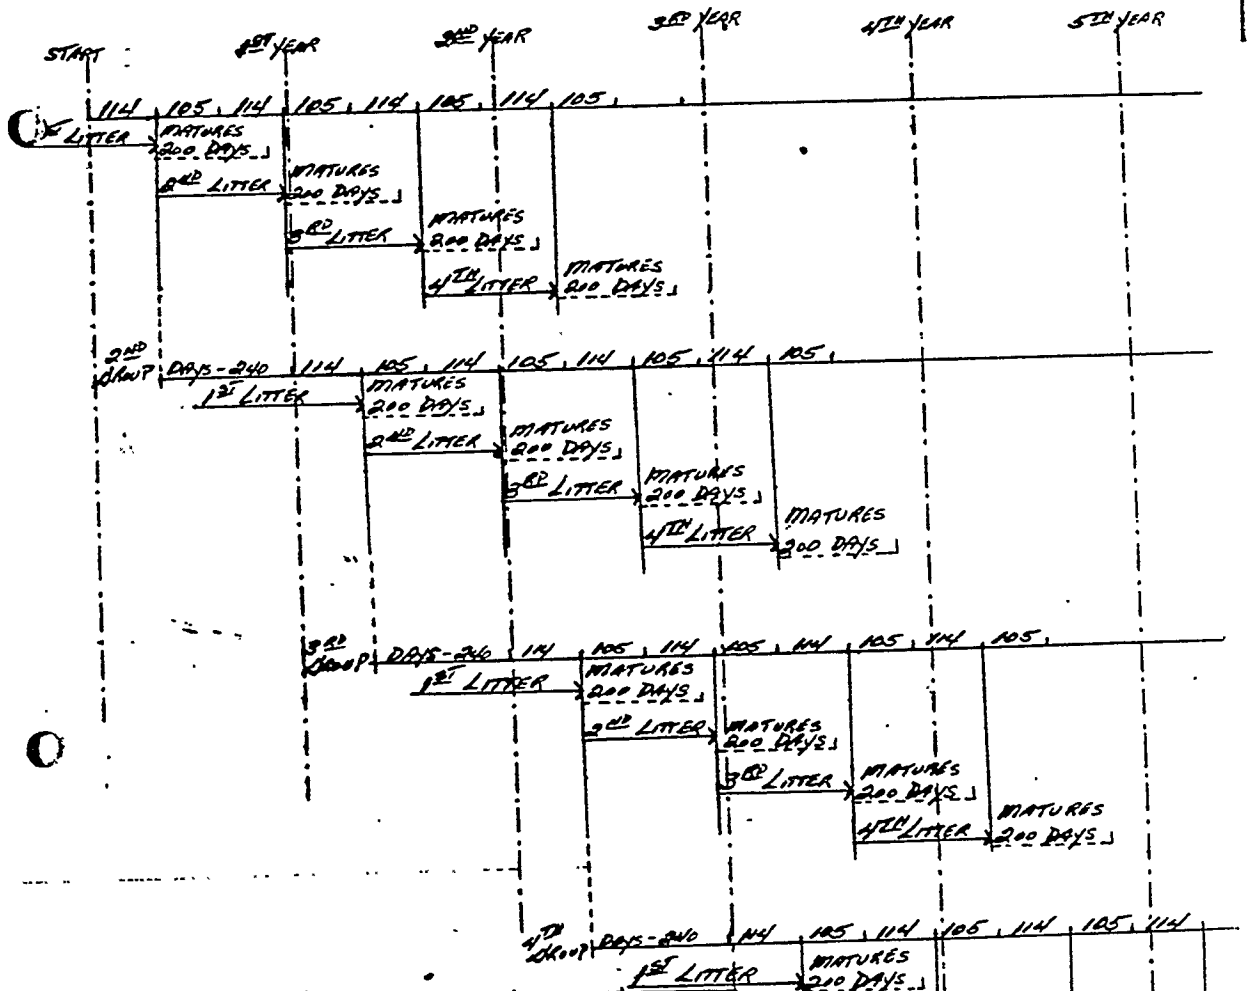 START 1ST YEAR 2ND YEAR 3RD YEAR 4TH YEAR 5TH YEAR
114 105 114 105 114 105 114 105
LITTER MATURES
200 DAYS
2ND LITTER MATURES
200 DAYS
3RD LITTER MATURES
200 DAYS
4TH LITTER MATURES
200 DAYS
2ND
GROUP DAYS-240 114 105 114 105 114 105 114 105
1ST LITTER MATURES
200 DAYS
2ND LITTER MATURES
200 DAYS
3RD LITTER MATURES
200 DAYS
4TH LITTER MATURES
200 DAYS
3RD
GROUP DAYS-240 114 105 114 105 114 105 114 105
1ST LITTER MATURES
200 DAYS
2ND LITTER MATURES
200 DAYS
3RD LITTER MATURES
200 DAYS
4TH LITTER MATURES
200 DAYS
4TH
GROUP DAYS-240 114 105 114 105 114 105 114
1ST LITTER MATURES
200 DAYS